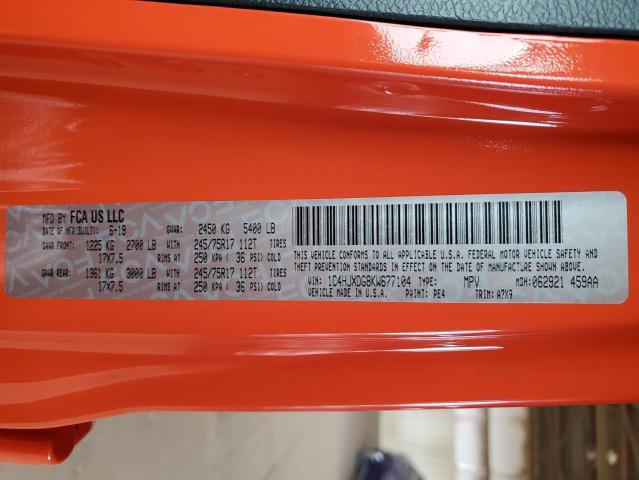 MFD BY FCA US LLC
DATE OF MFR(BUILT): 6-19 GVWR: 2450 KG 5400 LB
GAWR FRONT: 1225 KG 2700 LB WITH 245/75R17 112T TIRES
17X7.5 RIMS AT 250 KPA ( 36 PSI) COLD
GAWR REAR: 1361 KG 3000 LB WITH 245/75R17 112T TIRES
17X7.5 RIMS AT 250 KPA ( 36 PSI) COLD
THIS VEHICLE CONFORMS TO ALL APPLICABLE U.S.A. FEDERAL MOTOR VEHICLE SAFETY AND
THEFT PREVENTION STANDARDS IN EFFECT ON THE DATE OF MANUFACTURE SHOWN ABOVE.
VIN: 1C4HJXDG8KW677104 TYPE: MPV MDH: 062921 459AA
VEHICLE MADE IN U.S.A. PAINT: PE4 TRIM: A7X3